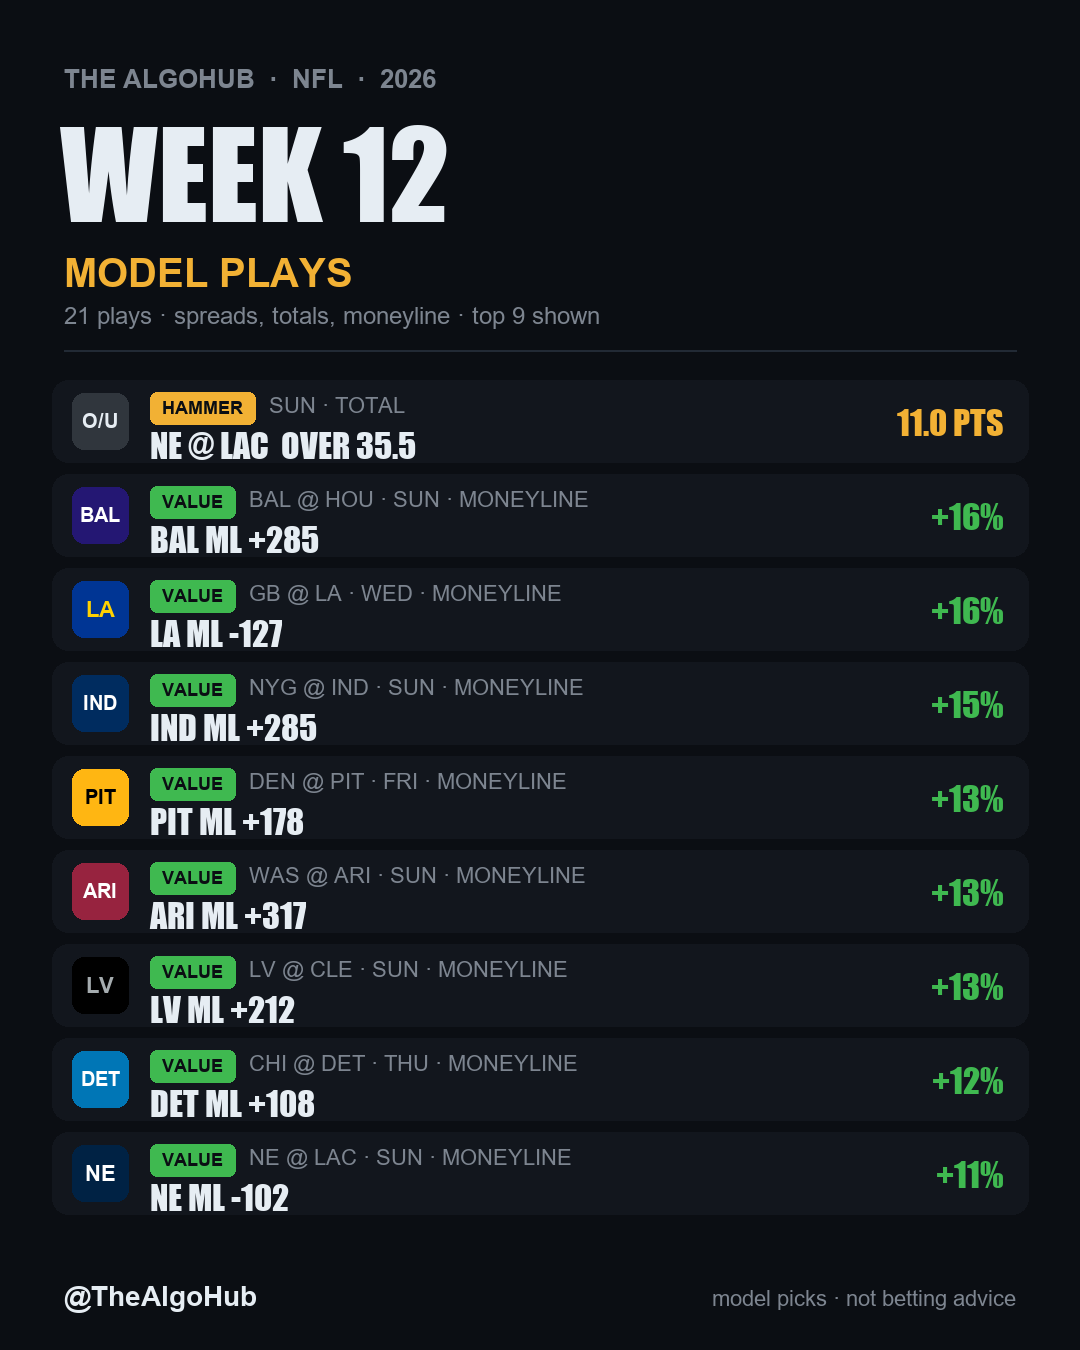 THE ALGOHUB · NFL · 2026
WEEK 12
MODEL PLAYS
21 plays · spreads, totals, moneyline · top 9 shown
O/U
HAMMER SUN · TOTAL
NE @ LAC OVER 35.5
11.0 PTS
BAL
VALUE BAL @ HOU · SUN · MONEYLINE
BAL ML +285
+16%
LA
VALUE GB @ LA · WED · MONEYLINE
LA ML -127
+16%
IND
VALUE NYG @ IND · SUN · MONEYLINE
IND ML +285
+15%
PIT
VALUE DEN @ PIT · FRI · MONEYLINE
PIT ML +178
+13%
ARI
VALUE WAS @ ARI · SUN · MONEYLINE
ARI ML +317
+13%
LV
VALUE LV @ CLE · SUN · MONEYLINE
LV ML +212
+13%
DET
VALUE CHI @ DET · THU · MONEYLINE
DET ML +108
+12%
NE
VALUE NE @ LAC · SUN · MONEYLINE
NE ML -102
+11%
@TheAlgoHub
model picks · not betting advice